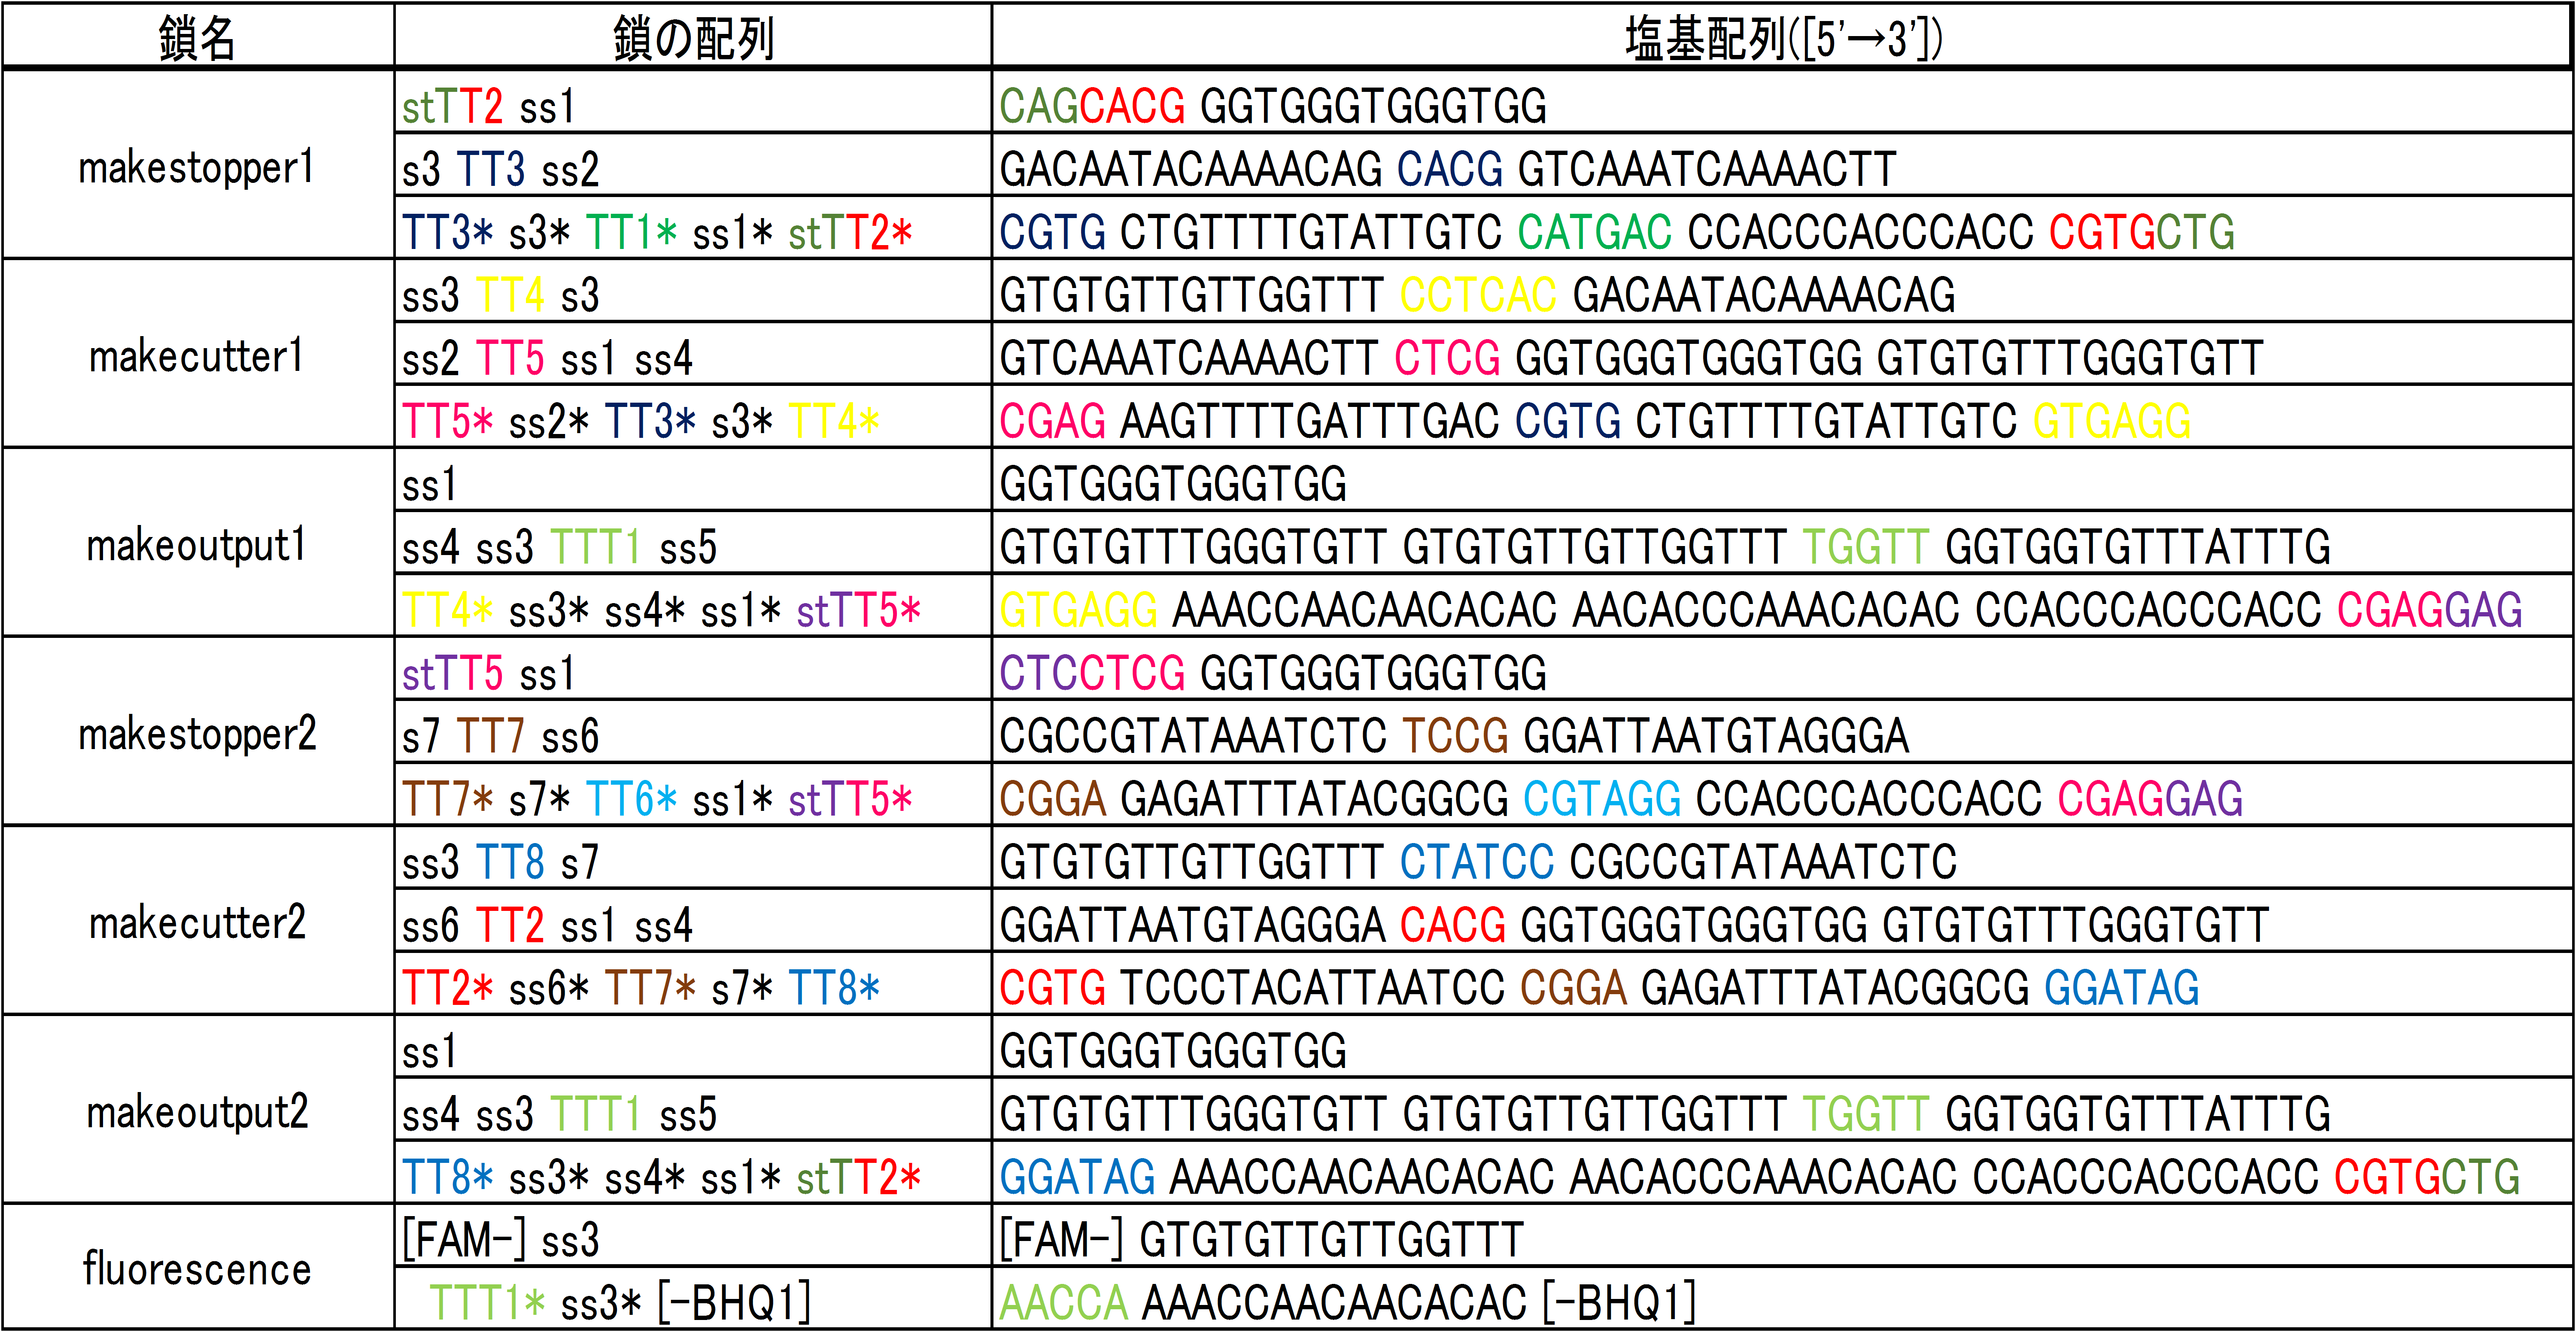 鎖名 鎖の配列 塩基配列([5'→3'])
makestopper1
stTT2 ss1 CAGCACG GGTGGGTGGGTGG
s3 TT3 ss2 GACAATACAAAACAG CACG GTCAAATCAAAACTT
TT3* s3* TT1* ss1* stTT2* CGTG CTGTTTTGTATTGTC CATGAC CCACCCACCCACC CGTGCTG
makecutter1
ss3 TT4 s3 GTGTGTTGTTGGTTT CCTCAC GACAATACAAAACAG
ss2 TT5 ss1 ss4 GTCAAATCAAAACTT CTCG GGTGGGTGGGTGG GTGTGTTTGGGTGTT
TT5* ss2* TT3* s3* TT4* CGAG AAGTTTTGATTTGAC CGTG CTGTTTTGTATTGTC GTGAGG
makeoutput1
ss1 GGTGGGTGGGTGG
ss4 ss3 TTT1 ss5 GTGTGTTTGGGTGTT GTGTGTTGTTGGTTT TGGTT GGTGGTGTTTATTTG
TT4* ss3* ss4* ss1* stTT5* GTGAGG AAACCAACAACACAC AACACCCAAACACAC CCACCCACCCACC CGAGGAG
makestopper2
stTT5 ss1 CTCCTCG GGTGGGTGGGTGG
s7 TT7 ss6 CGCCGTATAAATCTC TCCG GGATTAATGTAGGGA
TT7* s7* TT6* ss1* stTT5* CGGA GAGATTTATACGGCG CGTAGG CCACCCACCCACC CGAGGAG
makecutter2
ss3 TT8 s7 GTGTGTTGTTGGTTT CTATCC CGCCGTATAAATCTC
ss6 TT2 ss1 ss4 GGATTAATGTAGGGA CACG GGTGGGTGGGTGG GTGTGTTTGGGTGTT
TT2* ss6* TT7* s7* TT8* CGTG TCCCTACATTAATCC CGGA GAGATTTATACGGCG GGATAG
makeoutput2
ss1 GGTGGGTGGGTGG
ss4 ss3 TTT1 ss5 GTGTGTTTGGGTGTT GTGTGTTGTTGGTTT TGGTT GGTGGTGTTTATTTG
TT8* ss3* ss4* ss1* stTT2* GGATAG AAACCAACAACACAC AACACCCAAACACAC CCACCCACCCACC CGTGCTG
fluorescence
[FAM-] ss3 [FAM-] GTGTGTTGTTGGTTT
TTT1* ss3* [-BHQ1] AACCA AAACCAACAACACAC [-BHQ1]